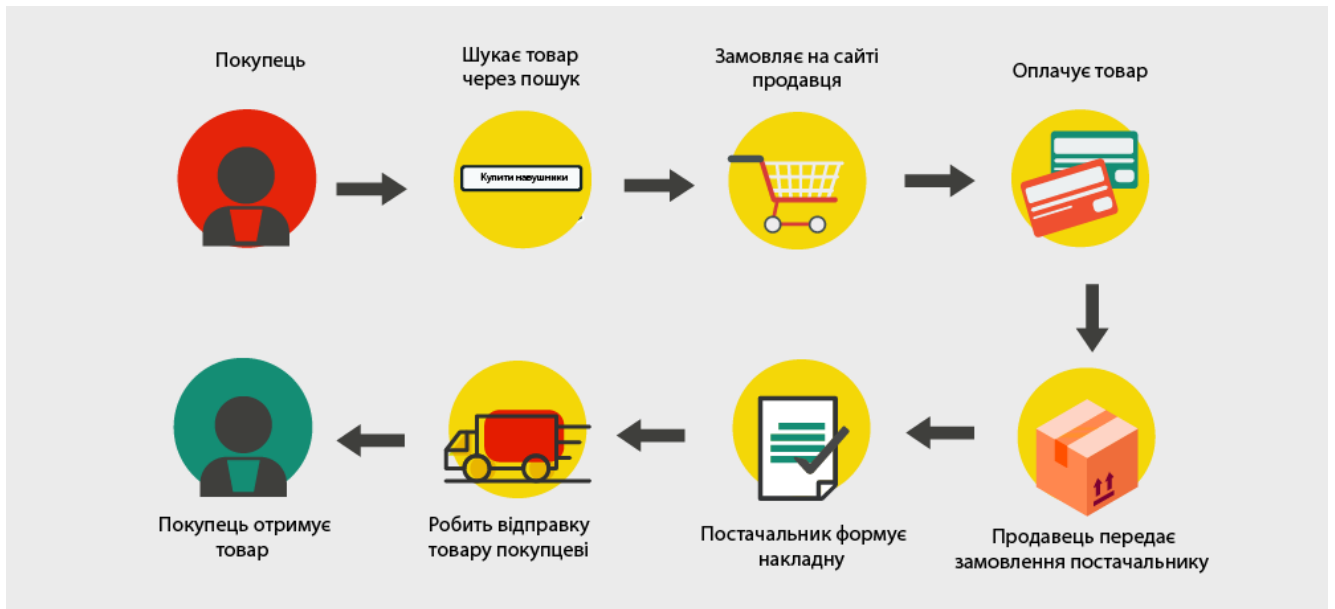 Покупець
Шукає товар
через пошук
Замовляє на сайті
продавця
Оплачує товар
Купити навушники
Продавець передає
замовлення постачальнику
Постачальник формує
накладну
Робить відправку
товару покупцеві
Покупець отримує
товар